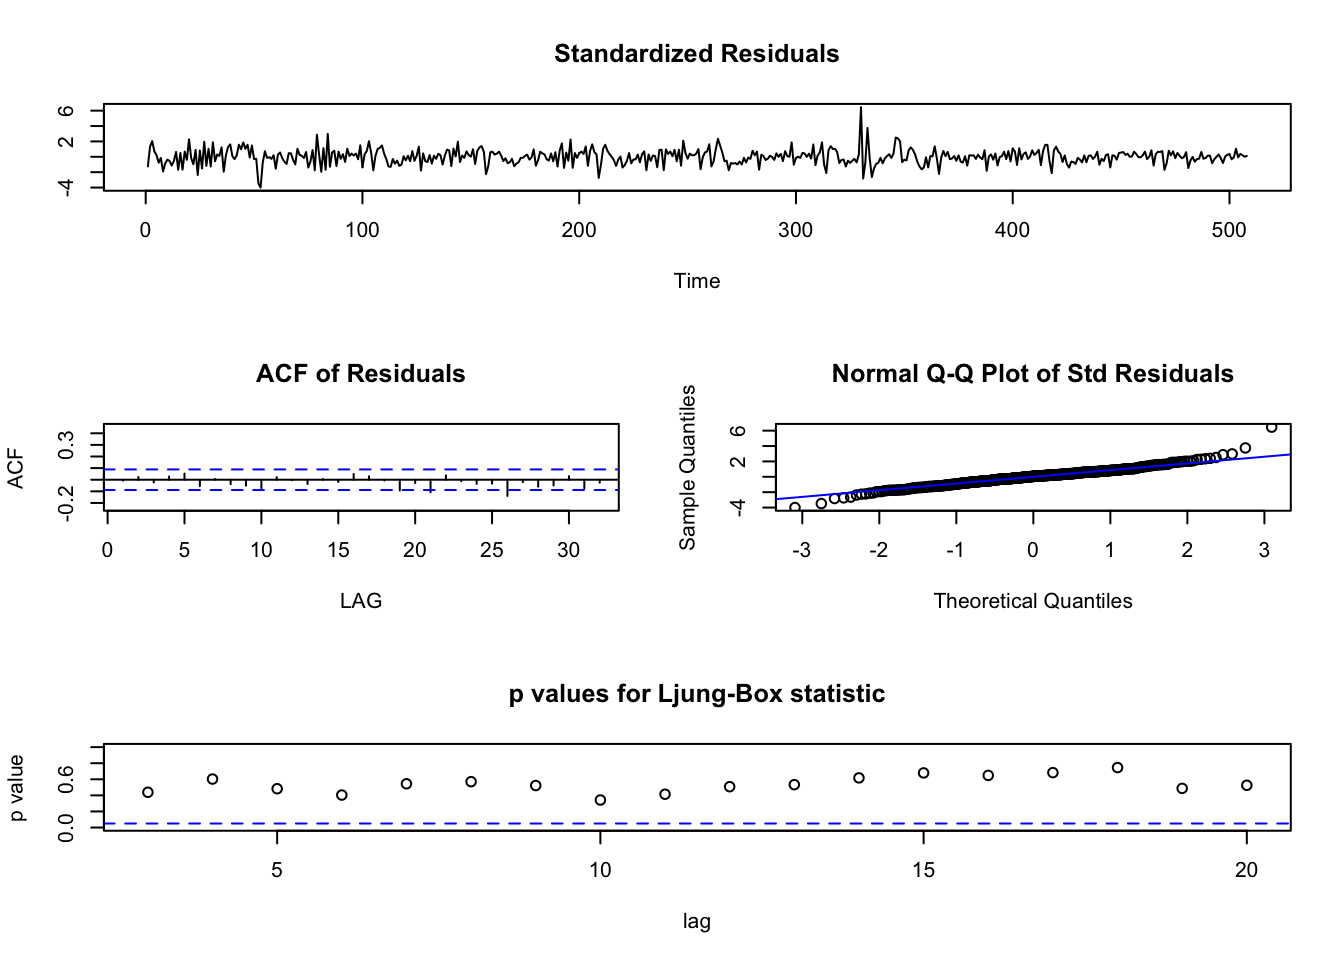 Standardized Residuals
6
2
-4
0 100 200 300 400 500
Time
ACF of Residuals
ACF
0.3
-0.2
0 5 10 15 20 25 30
LAG
Normal Q-Q Plot of Std Residuals
Sample Quantiles
6
2
-4
-3 -2 -1 0 1 2 3
Theoretical Quantiles
p values for Ljung-Box statistic
p value
0.6
0.0
5 10 15 20
lag